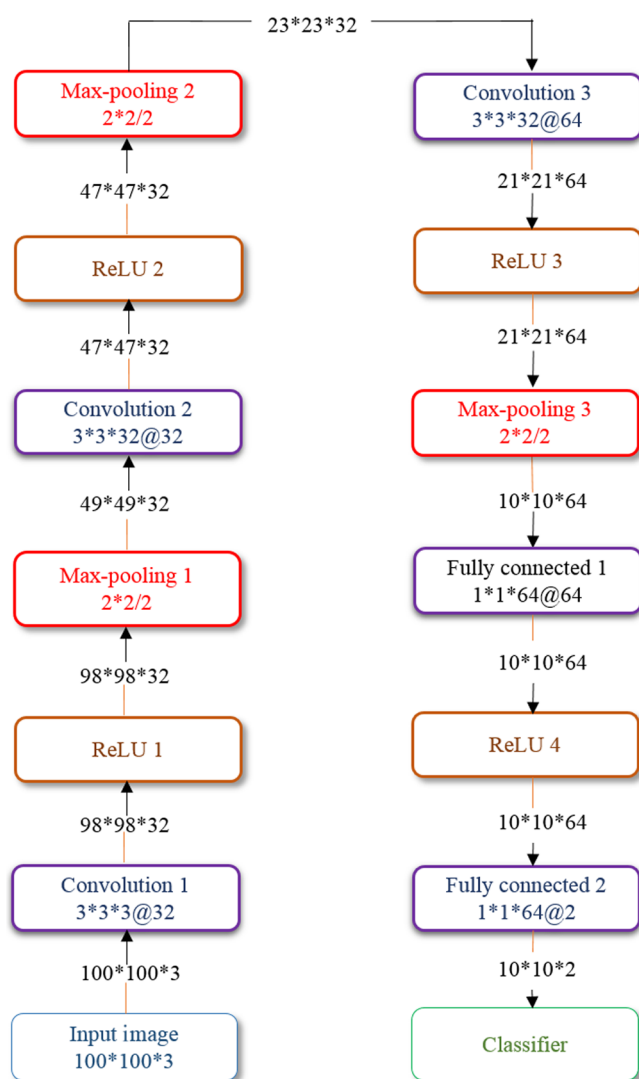 23*23*32
Max-pooling 2
2*2/2
47*47*32
ReLU 2
47*47*32
Convolution 2
3*3*32@32
49*49*32
Max-pooling 1
2*2/2
98*98*32
ReLU 1
98*98*32
Convolution 1
3*3*3@32
100*100*3
Input image
100*100*3
Convolution 3
3*3*32@64
21*21*64
ReLU 3
21*21*64
Max-pooling 3
2*2/2
10*10*64
Fully connected 1
1*1*64@64
10*10*64
ReLU 4
10*10*64
Fully connected 2
1*1*64@2
10*10*2
Classifier